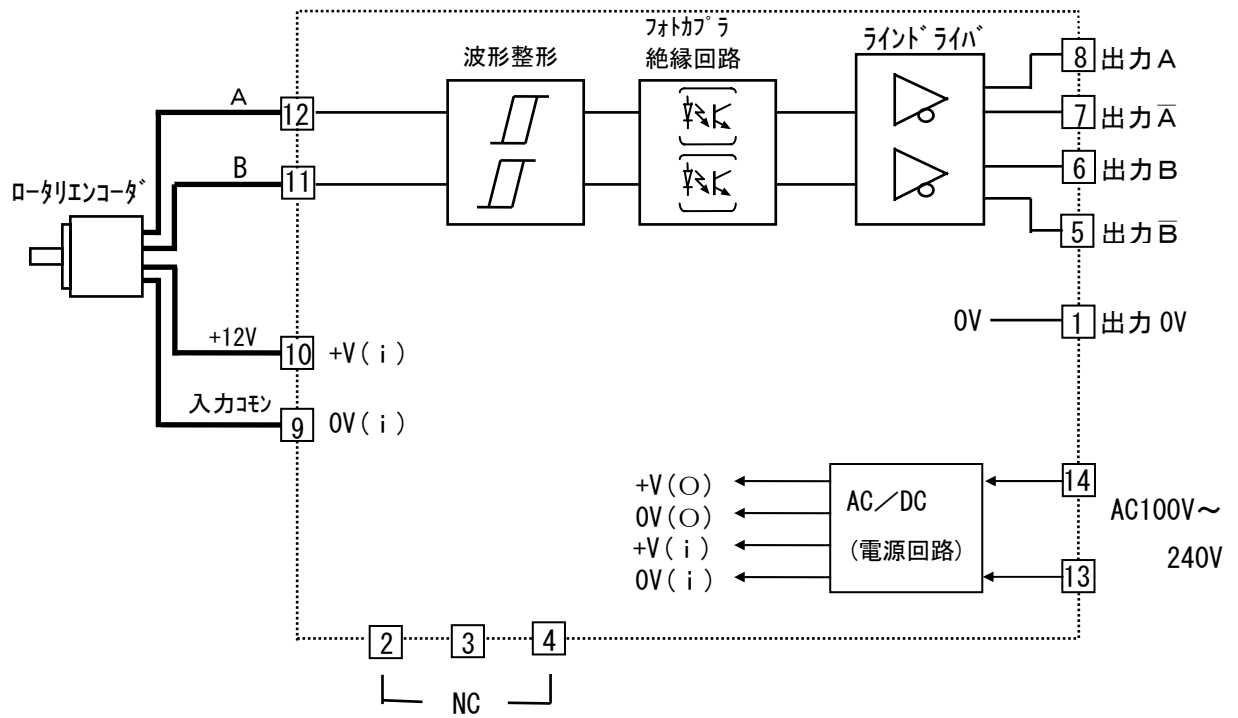 ﾌｫﾄｶﾌﾟﾗ
波形整形
絶縁回路
ﾗｲﾝﾄﾞﾗｲﾊﾞ
8 出力A
A
12
7 出力A̅
B
11
6 出力B
ﾛｰﾀﾘｴﾝｺｰﾀﾞ
5 出力B̅
0V
1 出力0V
+12V
10 +V(i)
入力ｺﾓﾝ
9 0V(i)
14
+V(O)
AC／DC
AC100V～
0V(O)
+V(i)
(電源回路)
240V
0V(i)
13
2
3
4
NC